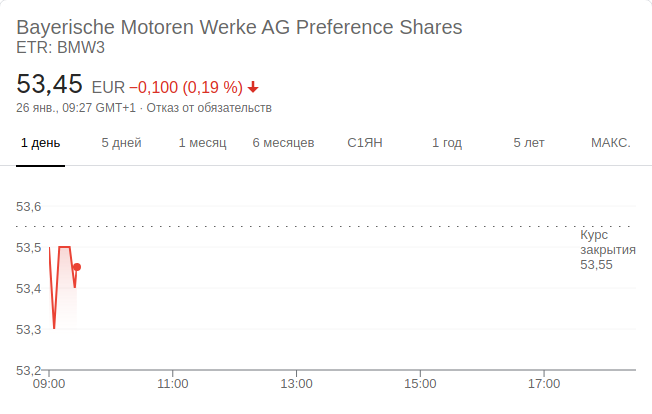 Bayerische Motoren Werke AG Preference Shares
ETR: BMW3
53,45 EUR −0,100 (0,19 %)
26 янв., 09:27 GMT+1 · Отказ от обязательств
1 день 5 дней 1 месяц 6 месяцев С1ЯН 1 год 5 лет МАКС.
53,6
Курс
закрытия
53,55
53,5
53,4
53,3
53,2
09:00 11:00 13:00 15:00 17:00